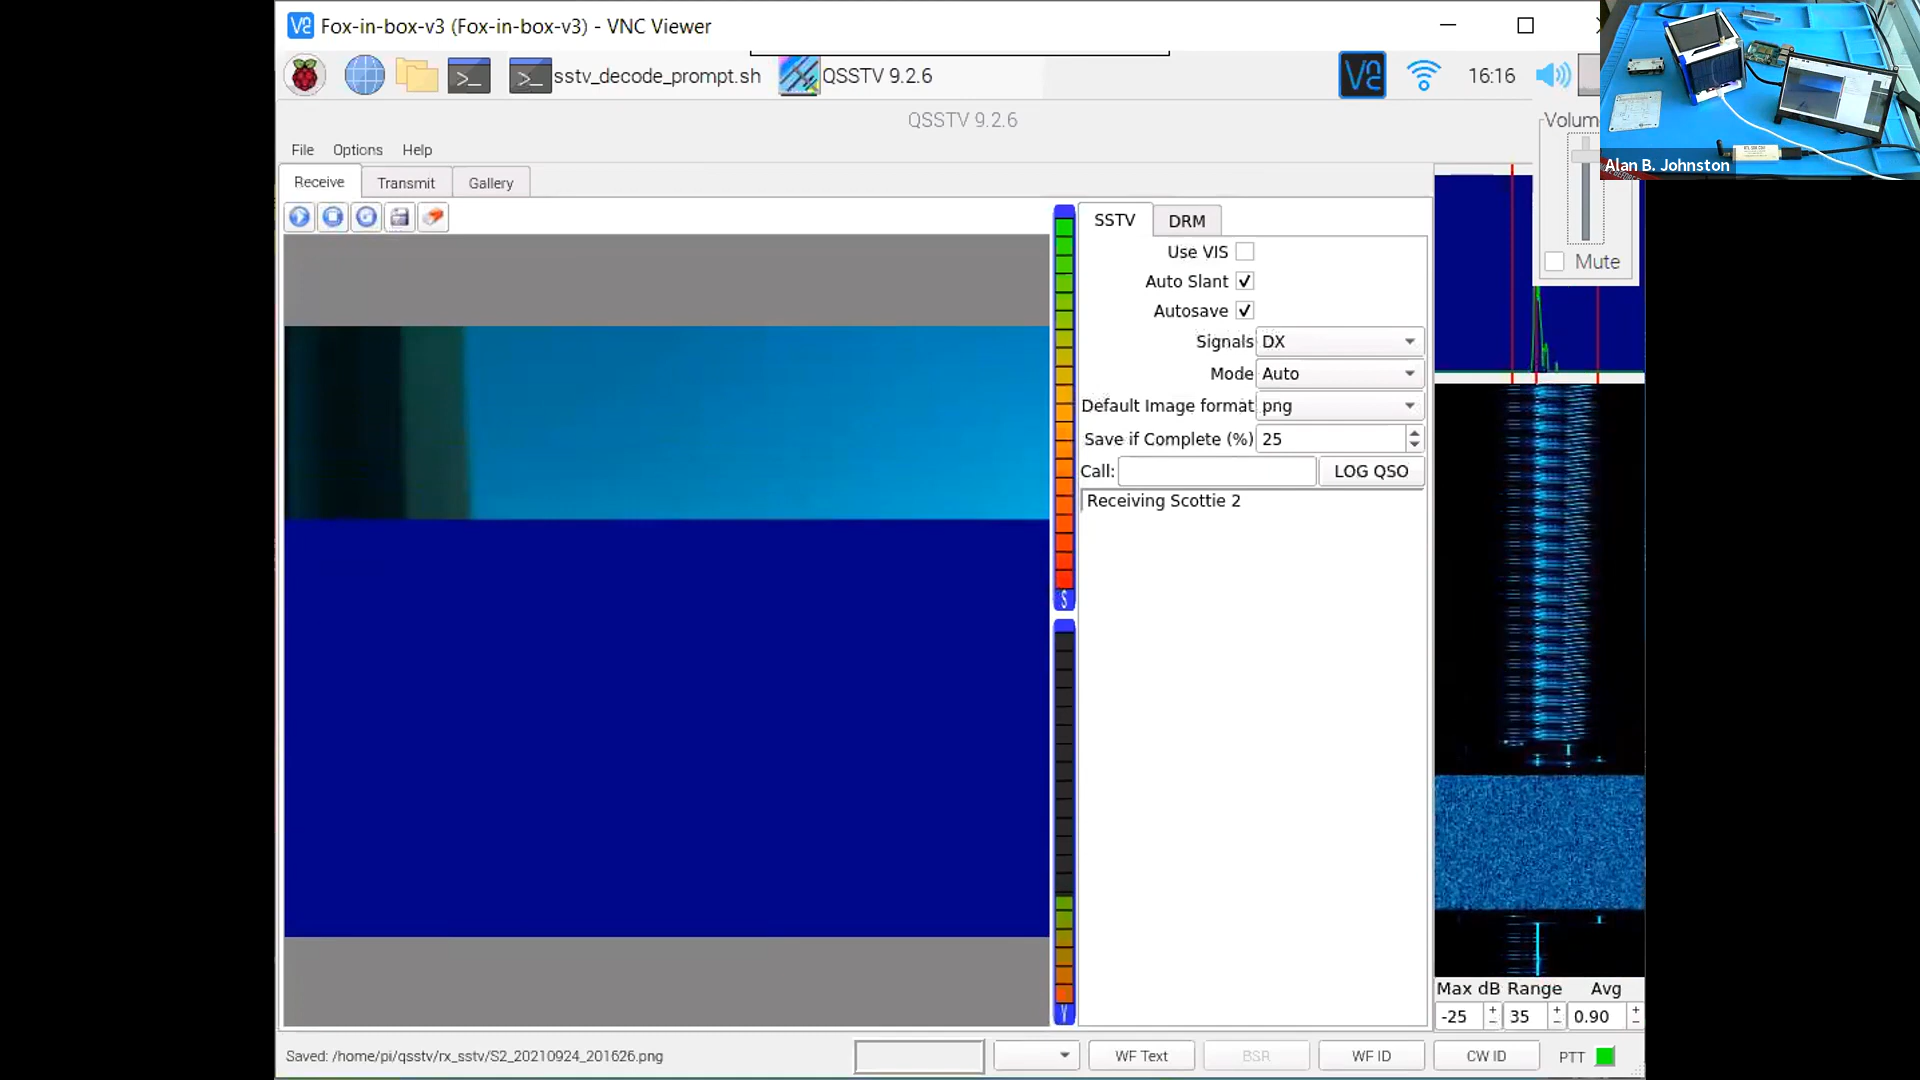 Fox-in-box-v3 (Fox-in-box-v3) - VNC Viewer
sstv_decode_prompt.sh
QSSTV 9.2.6
16:16
QSSTV 9.2.6
File Options Help
Receive Transmit Gallery
Volum
Mute
Alan B. Johnston
SSTV DRM
Use VIS
Auto Slant
Autosave
Signals DX
Mode Auto
Default Image format png
Save if Complete (%) 25
Call: LOG QSO
Receiving Scottie 2
S
Y
Max dB Range Avg
-25 35 0.90
Saved: /home/pi/qsstv/rx_sstv/S2_20210924_201626.png
WF Text BSR WF ID CW ID PTT